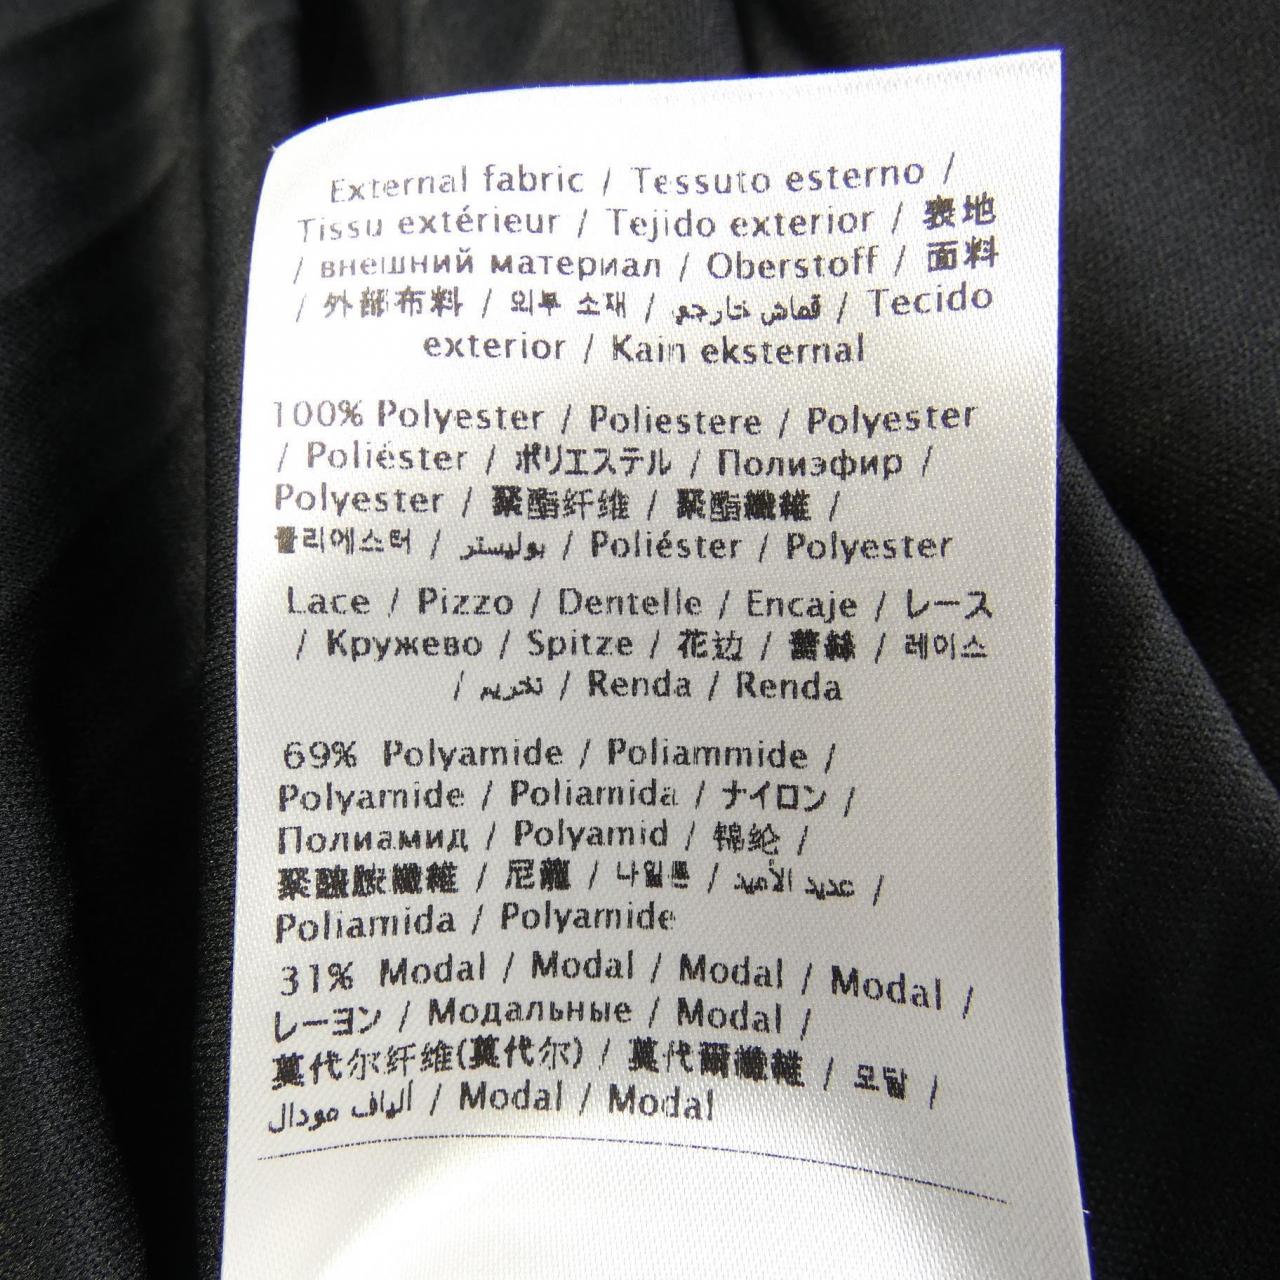 External fabric / Tessuto esterno /
Tissu extérieur / Tejido exterior / 表地
/ внешний материал / Oberstoff / 面料
/ 外部布料 / 외부 소재 / قماش خارجي / Tecido
exterior / Kain eksternal
100% Polyester / Poliestere / Polyester
/ Poliéster / ポリエステル / Полиэфир /
Polyester / 聚酯纤维 / 聚酯纖維 /
폴리에스터 / بوليستر / Poliéster / Polyester
Lace / Pizzo / Dentelle / Encaje / レース
/ Кружево / Spitze / 花边 / 蕾絲 / 레이스
/ تخريم / Renda / Renda
69% Polyamide / Poliammide /
Polyamide / Poliamida / ナイロン /
Полиамид / Polyamid / 锦纶 /
聚醯胺纖維 / 尼龍 / 나일론 / عديد الأميد /
Poliamida / Polyamide
31% Modal / Modal / Modal / Modal /
レーヨン / Модальные / Modal /
莫代尔纤维(莫代尔) / 莫代爾纖維 / 모달 /
ألياف مودال / Modal / Modal